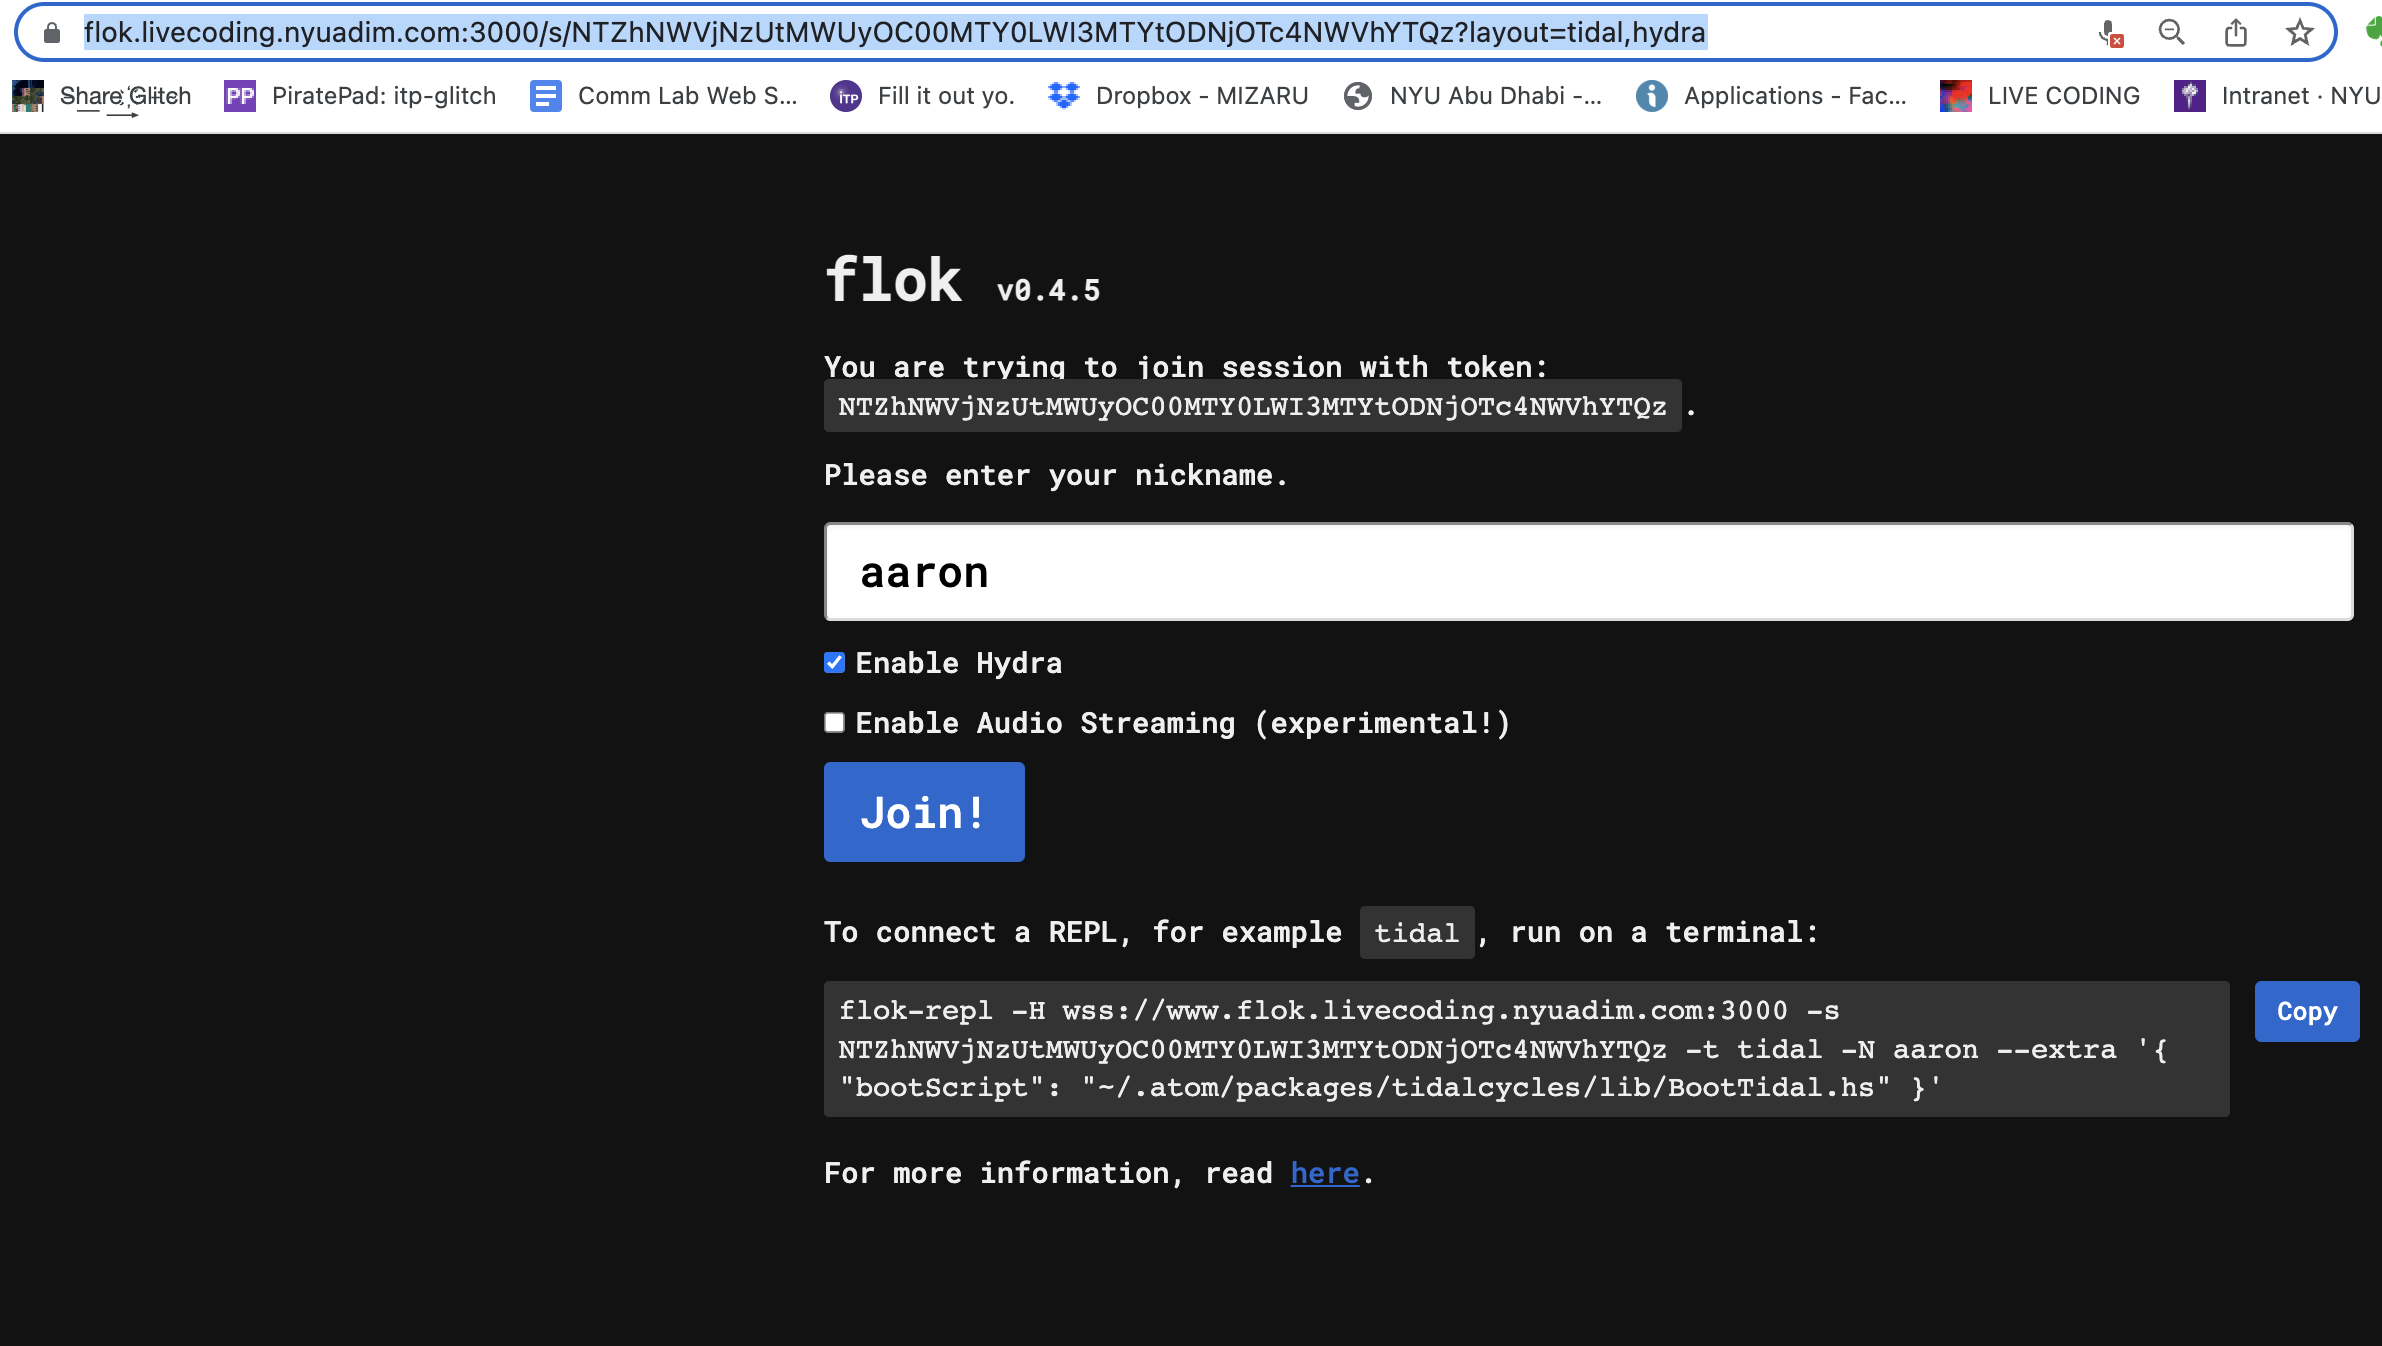 flok.livecoding.nyuadim.com:3000/s/NTZhNWVjNzUtMWUyOC00MTY0LWI3MTYtODNjOTc4NWVhYTQz?layout=tidal,hydra
Share Glitch PP PiratePad: itp-glitch Comm Lab Web S... iTP Fill it out yo. Dropbox - MIZARU NYU Abu Dhabi -... Applications - Fac... LIVE CODING Intranet · NYU
flok v0.4.5
You are trying to join session with token:
NTZhNWVjNzUtMWUyOC00MTY0LWI3MTYtODNjOTc4NWVhYTQz .
Please enter your nickname.
aaron
Enable Hydra
Enable Audio Streaming (experimental!)
Join!
To connect a REPL, for example tidal, run on a terminal:
flok-repl -H wss://www.flok.livecoding.nyuadim.com:3000 -s
NTZhNWVjNzUtMWUyOC00MTY0LWI3MTYtODNjOTc4NWVhYTQz -t tidal -N aaron --extra '{
"bootScript": "~/.atom/packages/tidalcycles/lib/BootTidal.hs" }'
Copy
For more information, read here.